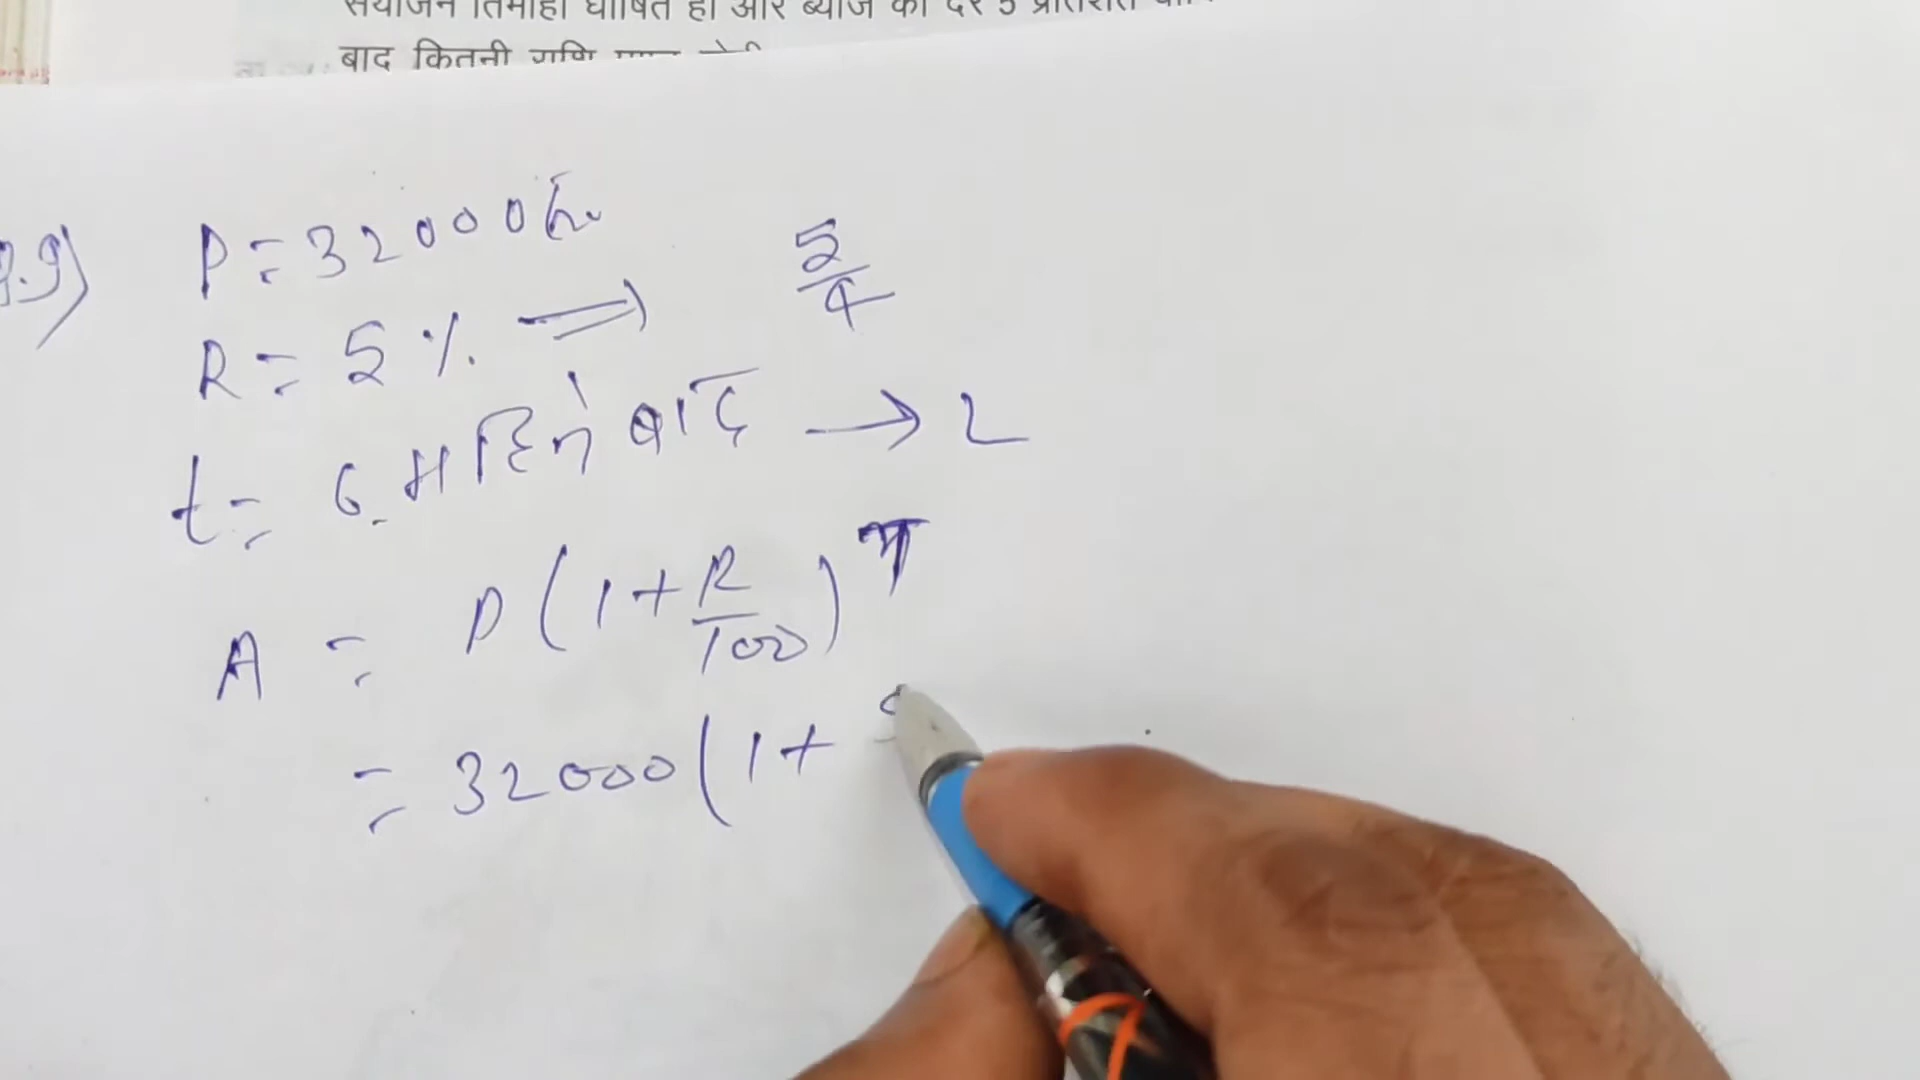 संयोजन तिमाही घोषित हो और ब्याज की दर 5 प्रतिशत
बाद कितनी राशि
.9)
P = 32000 रु.
R = 5 % ⇒ 5/4
t = 6 महिने बाद → 2
A = P(1+R/100)^T
= 32000(1+